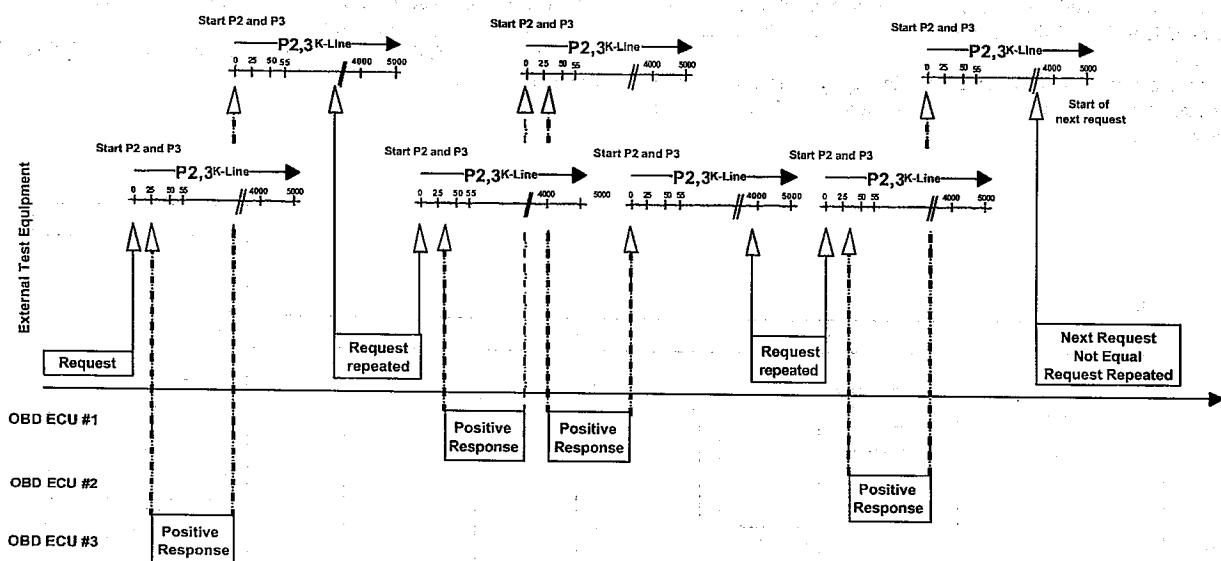 Start P2 and P3
P2,3K-Line
0 25 50 55 4000 5000
Start P2 and P3
P2,3K-Line
0 25 50 55 4000 5000
Start P2 and P3
P2,3K-Line
0 25 50 55 4000 5000
Start of
next request
Start P2 and P3
P2,3K-Line
0 25 50 55 4000 5000
Start P2 and P3
P2,3K-Line
0 25 50 55 4000 5000
Start P2 and P3
P2,3K-Line
0 25 50 55 4000 5000
Start P2 and P3
P2,3K-Line
0 25 50 55 4000 5000
External Test Equipment
Request
Request
repeated
Request
repeated
Next Request
Not Equal
Request Repeated
OBD ECU #1
Positive
Response
Positive
Response
OBD ECU #2
Positive
Response
OBD ECU #3
Positive
Response